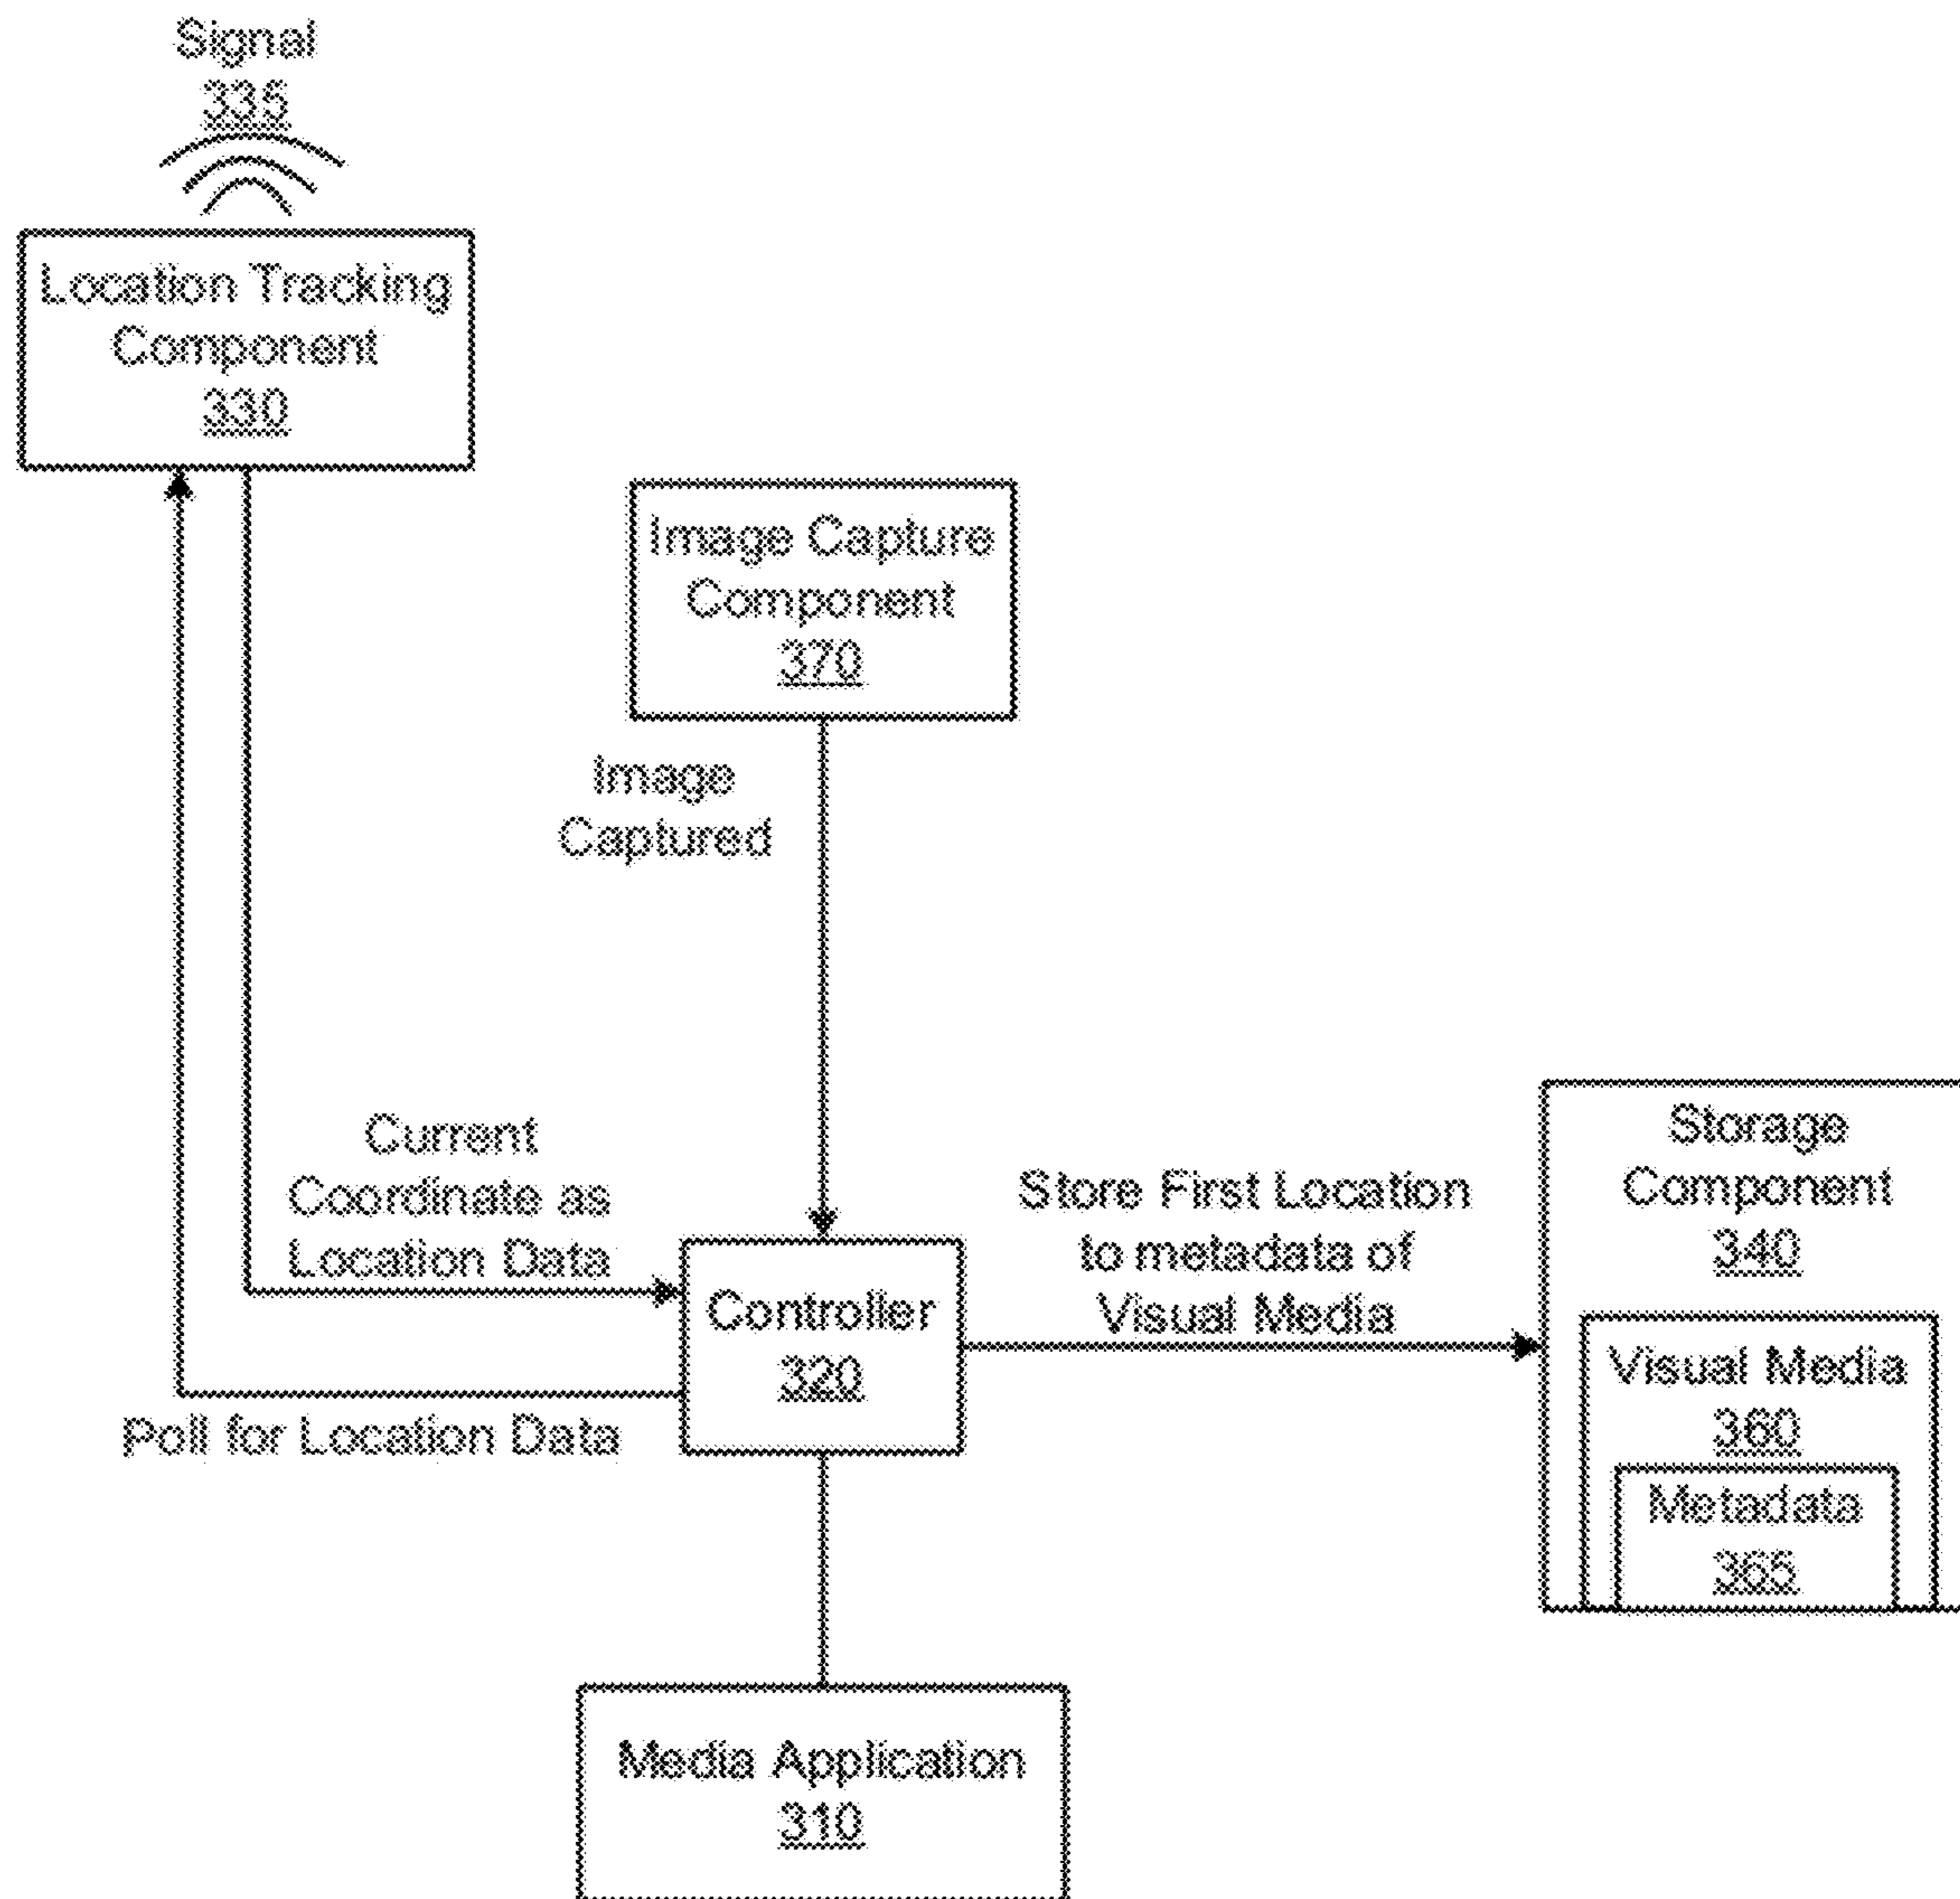 Signal
335
Location Tracking
Component
330
Image Capture
Component
370
Image
Captured
Current
Coordinate as
Location Data
Controller
320
Poll for Location Data
Store First Location
to metadata of
Visual Media
Storage
Component
340
Visual Media
360
Metadata
365
Media Application
310